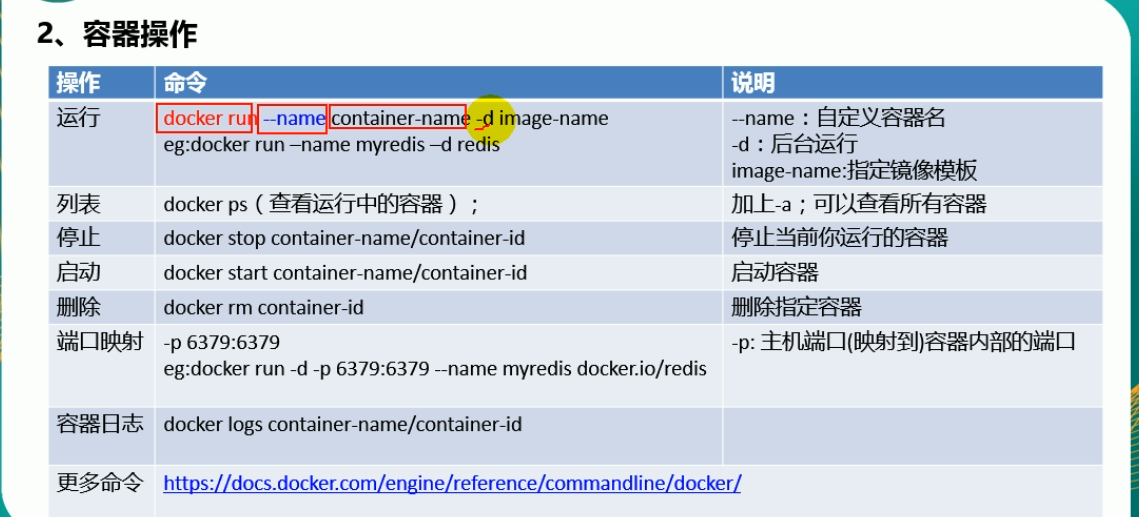 2、容器操作
操作 命令 说明
运行 docker run --name container-name -d image-name --name：自定义容器名
eg:docker run –name myredis –d redis -d：后台运行
image-name:指定镜像模板
列表 docker ps（查看运行中的容器）； 加上-a；可以查看所有容器
停止 docker stop container-name/container-id 停止当前你运行的容器
启动 docker start container-name/container-id 启动容器
删除 docker rm container-id 删除指定容器
端口映射 -p 6379:6379 -p: 主机端口(映射到)容器内部的端口
eg:docker run -d -p 6379:6379 --name myredis docker.io/redis
容器日志 docker logs container-name/container-id
更多命令 https://docs.docker.com/engine/reference/commandline/docker/